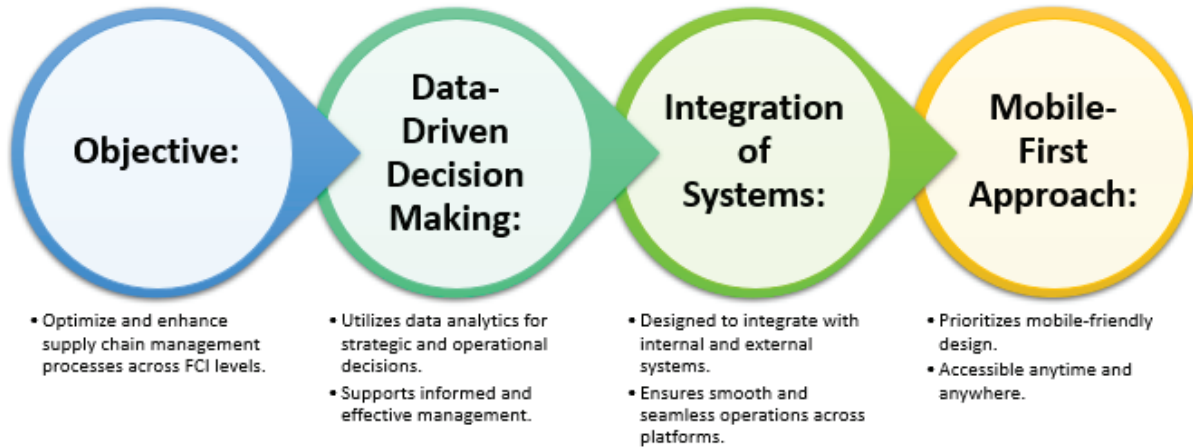 Objective:
• Optimize and enhance
supply chain management
processes across FCI levels.
Data-
Driven
Decision
Making:
• Utilizes data analytics for
strategic and operational
decisions.
• Supports informed and
effective management.
Integration
of
Systems:
• Designed to integrate with
internal and external
systems.
• Ensures smooth and
seamless operations across
platforms.
Mobile-
First
Approach:
• Prioritizes mobile-friendly
design.
• Accessible anytime and
anywhere.